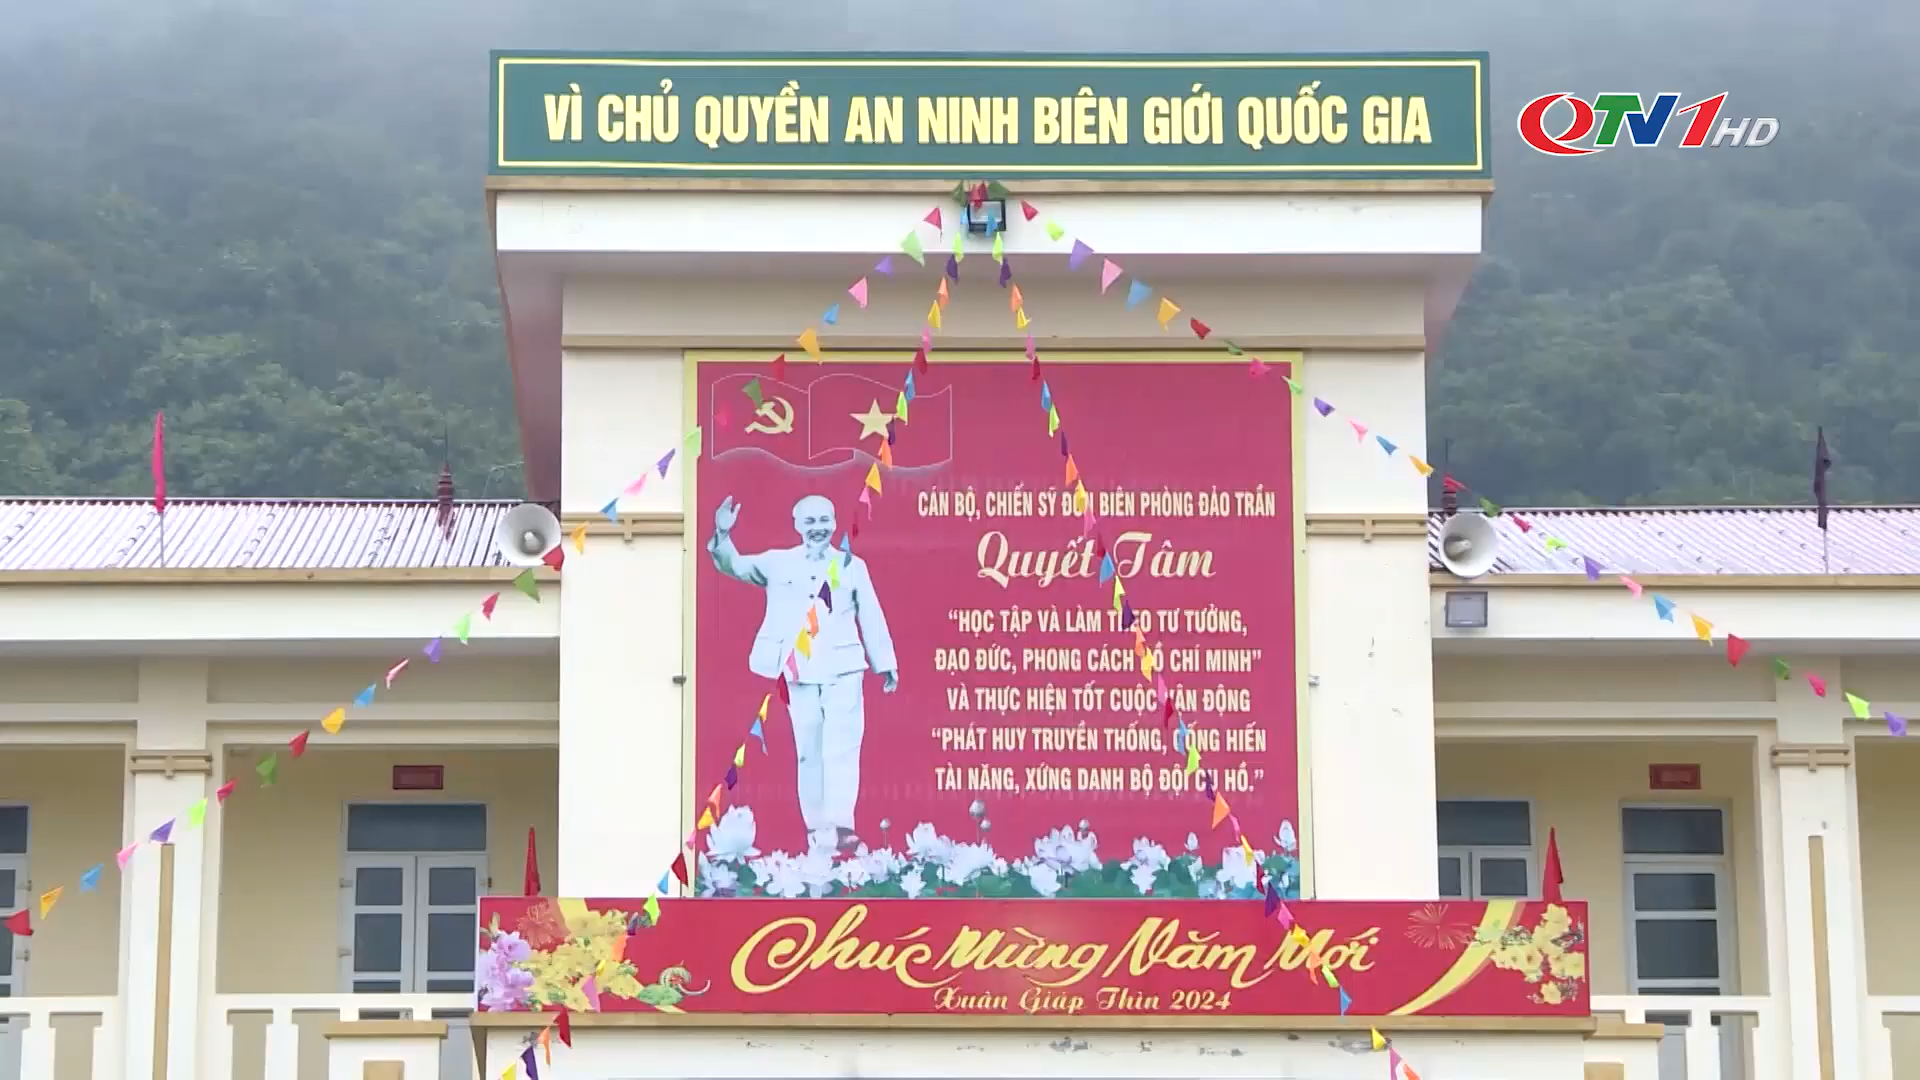 VÌ CHỦ QUYỀN AN NINH BIÊN GIỚI QUỐC GIA
QTV1HD
CÁN BỘ, CHIẾN SỸ ĐỒN BIÊN PHÒNG ĐẢO TRẦN
Quyết Tâm
“HỌC TẬP VÀ LÀM THEO TƯ TƯỞNG,
ĐẠO ĐỨC, PHONG CÁCH HỒ CHÍ MINH”
VÀ THỰC HIỆN TỐT CUỘC VẬN ĐỘNG
“PHÁT HUY TRUYỀN THỐNG, CỐNG HIẾN
TÀI NĂNG, XỨNG DANH BỘ ĐỘI CỤ HỒ.”
Chúc Mừng Năm Mới
Xuân Giáp Thìn 2024